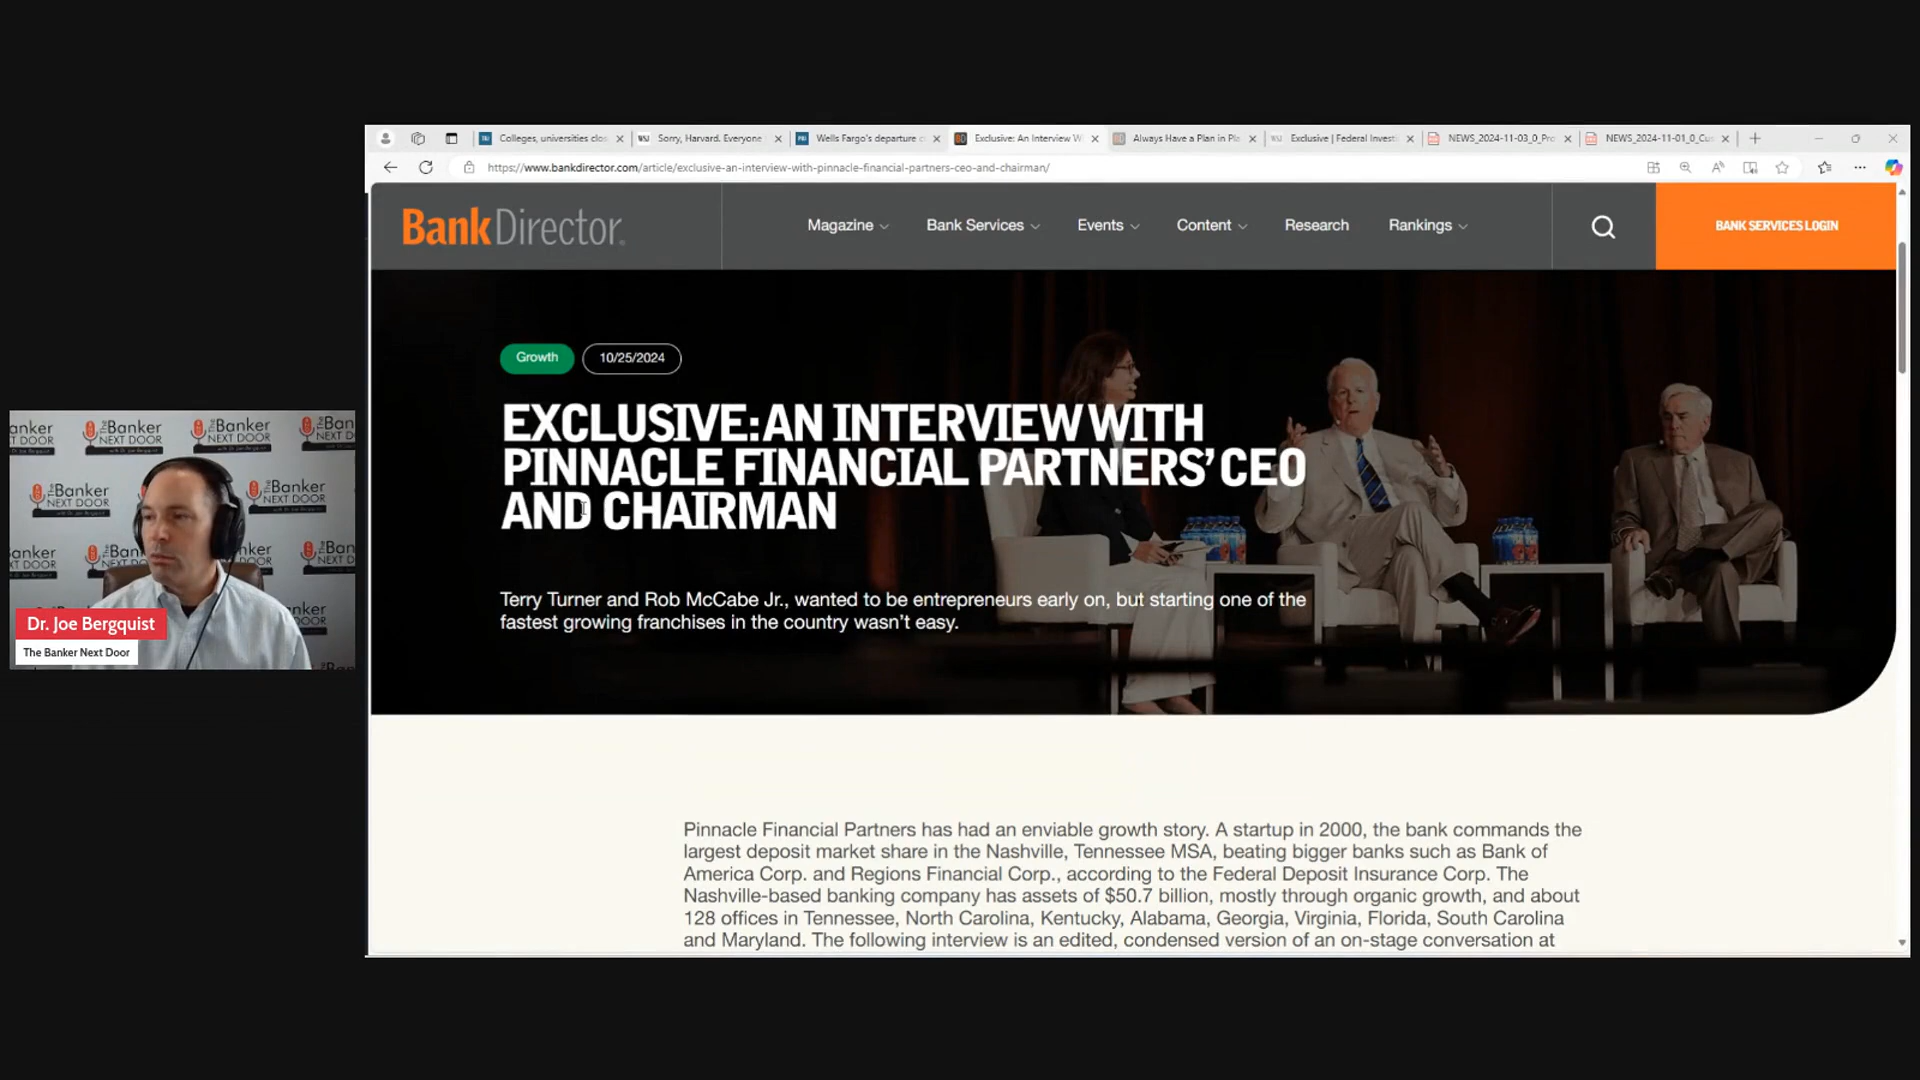 Colleges, universities clos
Sorry, Harvard. Everyone
Wells Fargo's departure c
Exclusive: An Interview W
Always Have a Plan in Pla
Exclusive | Federal Investi
NEWS_2024-11-03_0_Pro
NEWS_2024-11-01_0_Cus
https://www.bankdirector.com/article/exclusive-an-interview-with-pinnacle-financial-partners-ceo-and-chairman/
BankDirector.
Magazine
Bank Services
Events
Content
Research
Rankings
BANK SERVICES LOGIN
Growth
10/25/2024
EXCLUSIVE: AN INTERVIEW WITH
PINNACLE FINANCIAL PARTNERS' CEO
AND CHAIRMAN
Terry Turner and Rob McCabe Jr., wanted to be entrepreneurs early on, but starting one of the
fastest growing franchises in the country wasn't easy.
Pinnacle Financial Partners has had an enviable growth story. A startup in 2000, the bank commands the
largest deposit market share in the Nashville, Tennessee MSA, beating bigger banks such as Bank of
America Corp. and Regions Financial Corp., according to the Federal Deposit Insurance Corp. The
Nashville-based banking company has assets of $50.7 billion, mostly through organic growth, and about
128 offices in Tennessee, North Carolina, Kentucky, Alabama, Georgia, Virginia, Florida, South Carolina
and Maryland. The following interview is an edited, condensed version of an on-stage conversation at
The Banker
NEXT DOOR
Dr. Joe Bergquist
The Banker Next Door